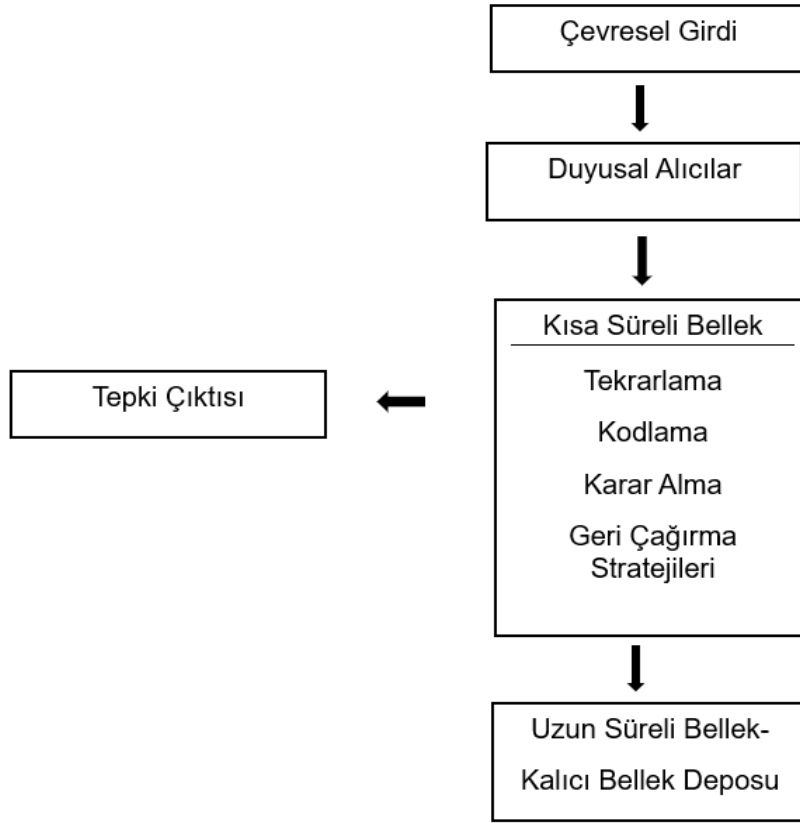 Çevresel Girdi
Duyusal Alıcılar
Kısa Süreli Bellek
Tekrarlama
Kodlama
Karar Alma
Geri Çağırma
Stratejileri
Tepki Çıktısı
Uzun Süreli Bellek-
Kalıcı Bellek Deposu